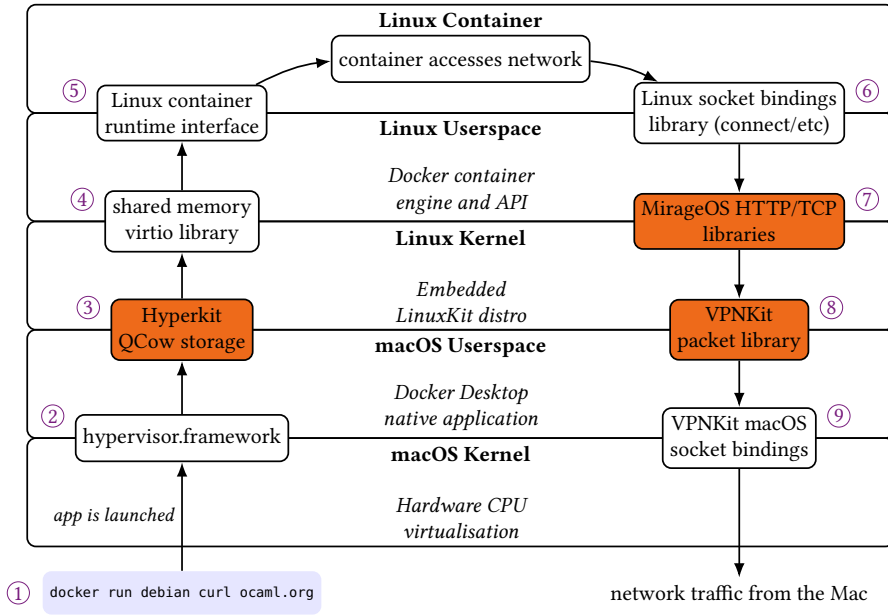 Linux Container
container accesses network
⑤
Linux container
runtime interface
Linux socket bindings
library (connect/etc)
⑥
Linux Userspace
④
shared memory
virtio library
Docker container
engine and API
MirageOS HTTP/TCP
libraries
⑦
Linux Kernel
③
Hyperkit
QCow storage
Embedded
LinuxKit distro
VPNKit
packet library
⑧
macOS Userspace
②
hypervisor.framework
Docker Desktop
native application
VPNKit macOS
socket bindings
⑨
macOS Kernel
app is launched
Hardware CPU
virtualisation
①
docker run debian curl ocaml.org
network traffic from the Mac